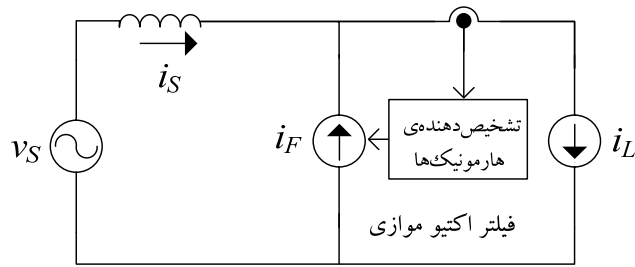 i_S
v_S
i_F
تشخیص‌دهنده‌ی
هارمونیک‌ها
i_L
فیلتر اکتیو موازی